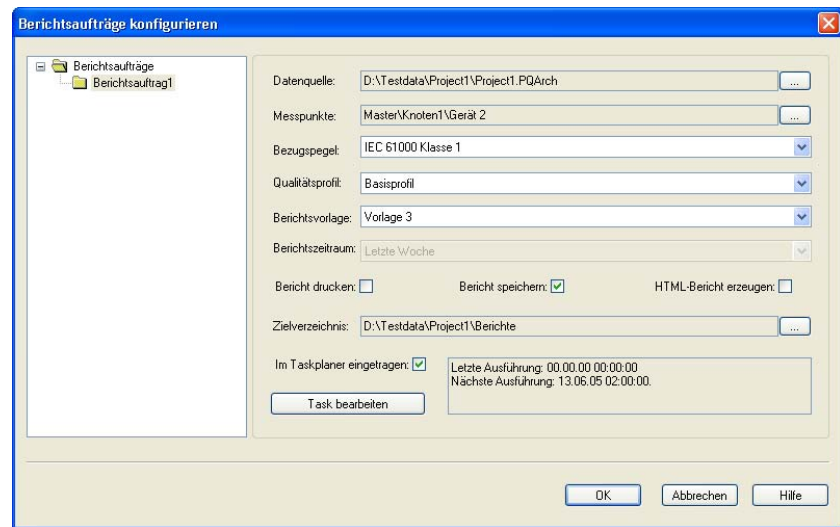 Berichtsaufträge konfigurieren
Berichtsaufträge
Berichtsauftrag1
Datenquelle: D:\Testdata\Project1\Project1.PQArch ...
Messpunkte: Master\Knoten1\Gerät 2 ...
Bezugspegel: IEC 61000 Klasse 1
Qualitätsprofil: Basisprofil
Berichtsvorlage: Vorlage 3
Berichtszeitraum: Letzte Woche
Bericht drucken: Bericht speichern: HTML-Bericht erzeugen:
Zielverzeichnis: D:\Testdata\Project1\Berichte ...
Im Taskplaner eingetragen: Letzte Ausführung: 00.00.00 00:00:00
Nächste Ausführung: 13.06.05 02:00:00.
Task bearbeiten
OK Abbrechen Hilfe